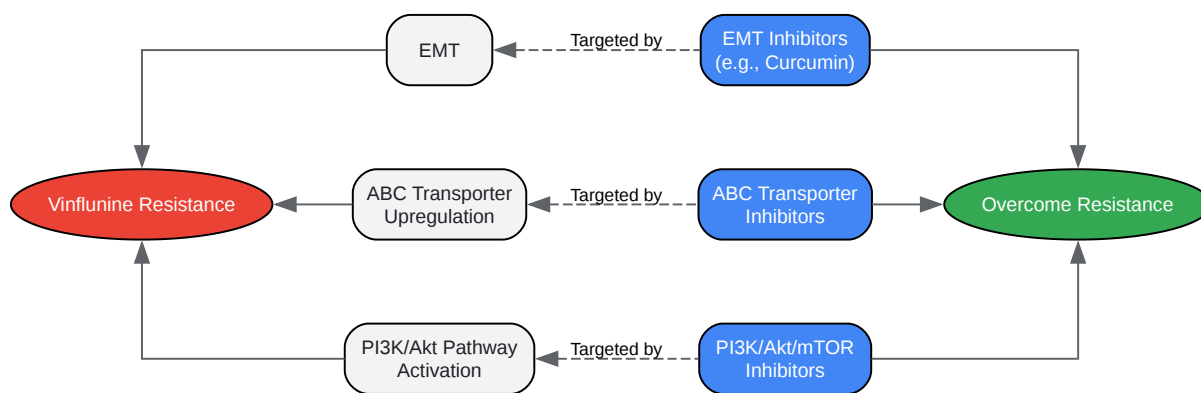 EMT
Targeted by
EMT Inhibitors
(e.g., Curcumin)
Vinflunine Resistance
ABC Transporter
Upregulation
Targeted by
ABC Transporter
Inhibitors
Overcome Resistance
PI3K/Akt Pathway
Activation
Targeted by
PI3K/Akt/mTOR
Inhibitors